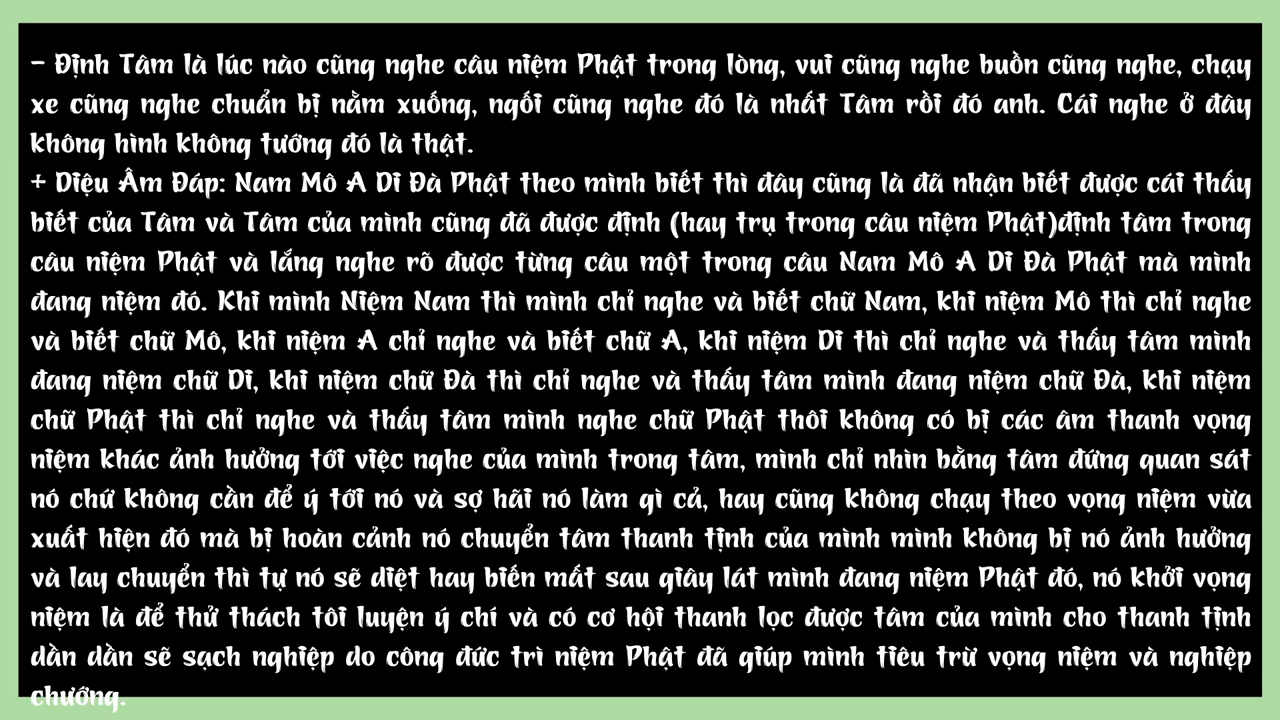 – Định Tâm là lúc nào cũng nghe câu niệm Phật trong lòng, vui cũng nghe buồn cũng nghe, chạy
xe cũng nghe chuẩn bị nằm xuống, ngối cũng nghe đó là nhất Tâm rồi đó anh. Cái nghe ở đây
không hình không tướng đó là thật.
+ Diệu Âm Đáp: Nam Mô A Di Đà Phật theo mình biết thì đây cũng là đã nhận biết được cái thấy
biết của Tâm và Tâm của mình cũng đã được định (hay trụ trong câu niệm Phật)định tâm trong
câu niệm Phật và lắng nghe rõ được từng câu một trong câu Nam Mô A Di Đà Phật mà mình
đang niệm đó. Khi mình Niệm Nam thì mình chỉ nghe và biết chữ Nam, khi niệm Mô thì chỉ nghe
và biết chữ Mô, khi niệm A chỉ nghe và biết chữ A, khi niệm Di thì chỉ nghe và thấy tâm mình
đang niệm chữ Di, khi niệm chữ Đà thì chỉ nghe và thấy tâm mình đang niệm chữ Đà, khi niệm
chữ Phật thì chỉ nghe và thấy tâm mình nghe chữ Phật thôi không có bị các âm thanh vọng
niệm khác ảnh hưởng tới việc nghe của mình trong tâm, mình chỉ nhìn bằng tâm đứng quan sát
nó chứ không cần để ý tới nó và sợ hãi nó làm gì cả, hay cũng không chạy theo vọng niệm vừa
xuất hiện đó mà bị hoàn cảnh nó chuyển tâm thanh tịnh của mình mình không bị nó ảnh hưởng
và lay chuyển thì tự nó sẽ diệt hay biến mất sau giây lát mình đang niệm Phật đó, nó khởi vọng
niệm là để thử thách tôi luyện ý chí và có cơ hội thanh lọc được tâm của mình cho thanh tịnh
dần dần sẽ sạch nghiệp do công đức trì niệm Phật đã giúp mình tiêu trừ vọng niệm và nghiệp
chướng.